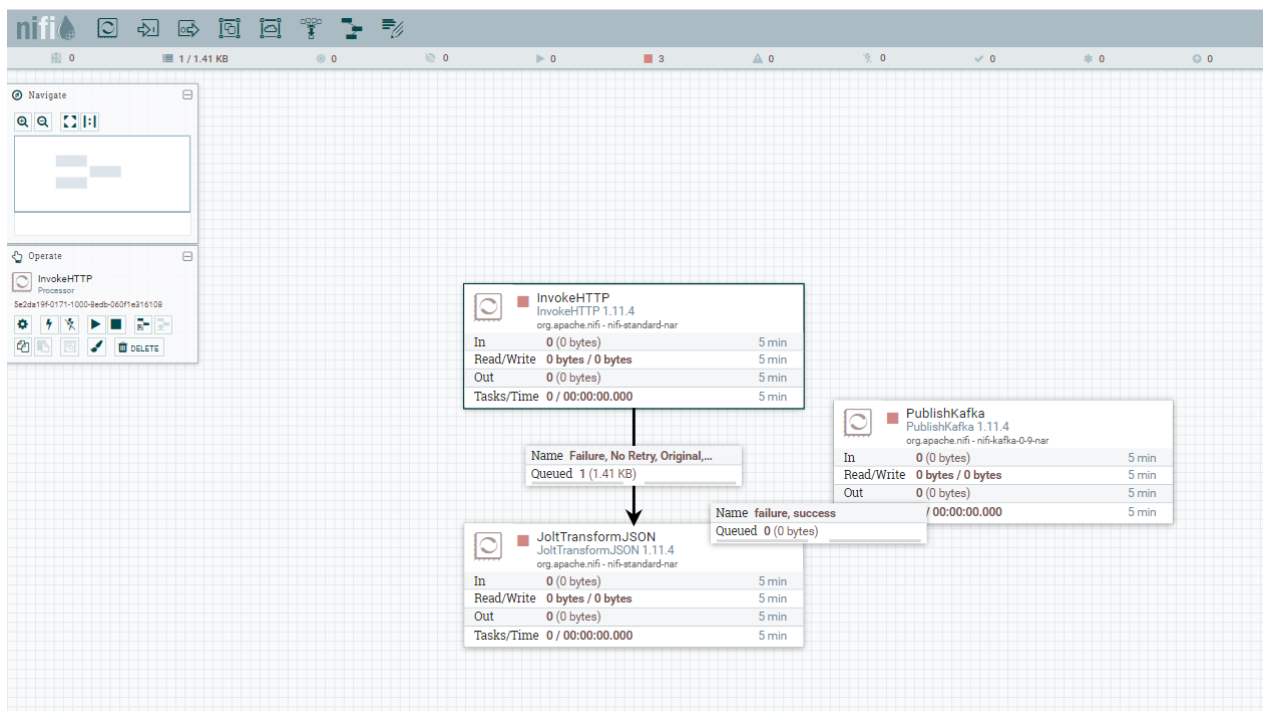 nifi
0
1 / 1.41 KB
0
0
0
3
0
0
0
0
0
Navigate
Operate
InvokeHTTP
Processor
5e2da19f-0171-1000-9edb-060f1e316108
DELETE
InvokeHTTP
InvokeHTTP 1.11.4
org.apache.nifi - nifi-standard-nar
In 0 (0 bytes) 5 min
Read/Write 0 bytes / 0 bytes 5 min
Out 0 (0 bytes) 5 min
Tasks/Time 0 / 00:00:00.000 5 min
Name Failure, No Retry, Original,...
Queued 1 (1.41 KB)
PublishKafka
PublishKafka 1.11.4
org.apache.nifi - nifi-kafka-0-9-nar
In 0 (0 bytes) 5 min
Read/Write 0 bytes / 0 bytes 5 min
Out 0 (0 bytes) 5 min
/ 00:00:00.000 5 min
Name failure, success
Queued 0 (0 bytes)
JoltTransformJSON
JoltTransformJSON 1.11.4
org.apache.nifi - nifi-standard-nar
In 0 (0 bytes) 5 min
Read/Write 0 bytes / 0 bytes 5 min
Out 0 (0 bytes) 5 min
Tasks/Time 0 / 00:00:00.000 5 min